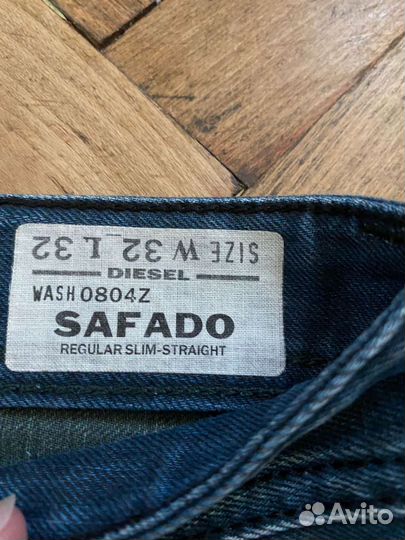 SIZE W 32 L 32
DIESEL
WASH 0804Z
SAFADO
REGULAR SLIM-STRAIGHT
Avito